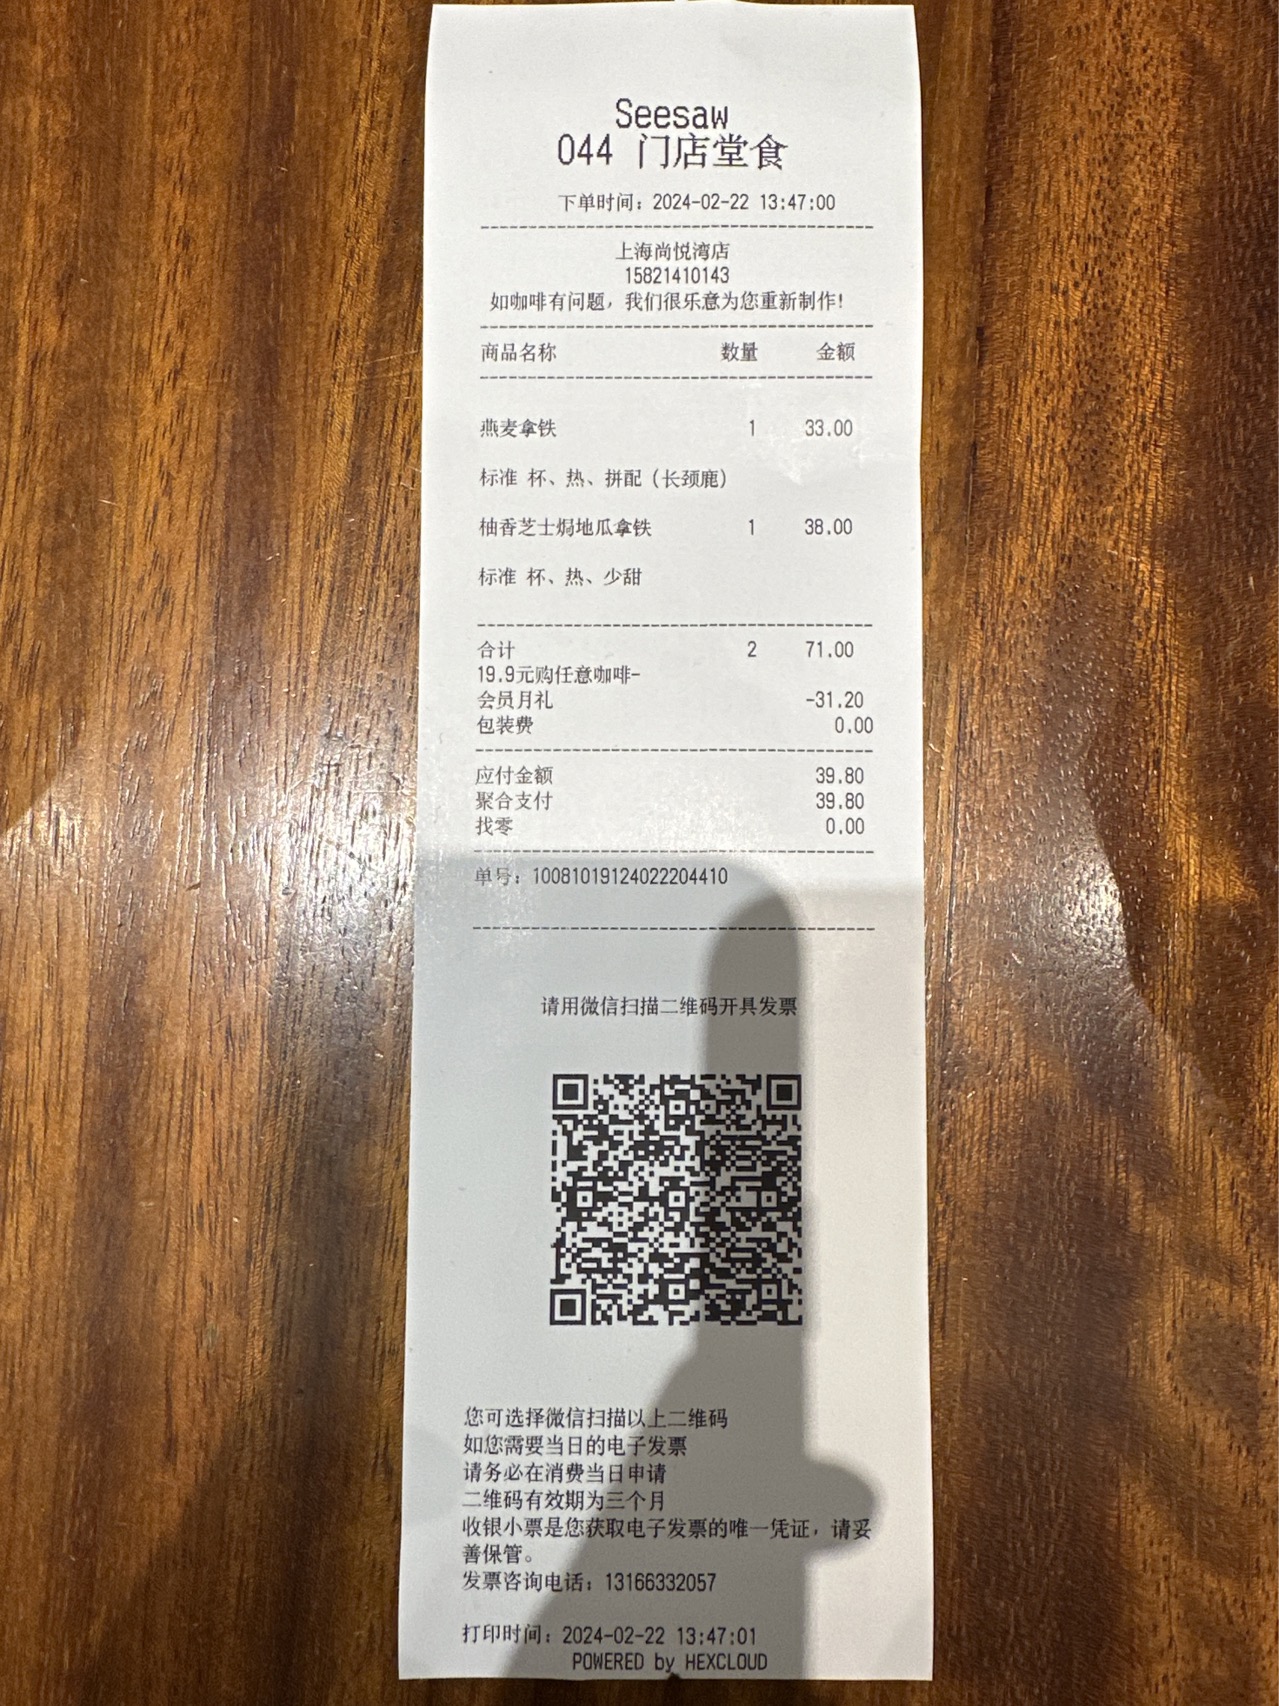 Seesaw
044 门店堂食
下单时间：2024-02-22 13:47:00
上海尚悦湾店
15821410143
如咖啡有问题，我们很乐意为您重新制作！
商品名称 数量 金额
燕麦拿铁 1 33.00
标准 杯、热、拼配（长颈鹿）
柚香芝士焗地瓜拿铁 1 38.00
标准 杯、热、少甜
合计 2 71.00
19.9元购任意咖啡-
会员月礼 -31.20
包装费 0.00
应付金额 39.80
聚合支付 39.80
找零 0.00
单号：10081019124022204410
请用微信扫描二维码开具发票
您可选择微信扫描以上二维码
如您需要当日的电子发票
请务必在消费当日申请
二维码有效期为三个月
收银小票是您获取电子发票的唯一凭证，请妥
善保管。
发票咨询电话：13166332057
打印时间：2024-02-22 13:47:01
POWERED by HEXCLOUD